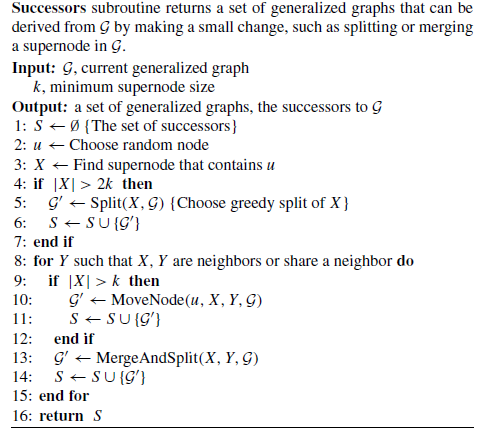 Successors subroutine returns a set of generalized graphs that can be
derived from 𝒢 by making a small change, such as splitting or merging
a supernode in 𝒢.
Input: 𝒢, current generalized graph
k, minimum supernode size
Output: a set of generalized graphs, the successors to 𝒢
1: S ← ∅ {The set of successors}
2: u ← Choose random node
3: X ← Find supernode that contains u
4: if |X| > 2k then
5: 𝒢′ ← Split(X, 𝒢) {Choose greedy split of X}
6: S ← S ∪ {𝒢′}
7: end if
8: for Y such that X, Y are neighbors or share a neighbor do
9: if |X| > k then
10: 𝒢′ ← MoveNode(u, X, Y, 𝒢)
11: S ← S ∪ {𝒢′}
12: end if
13: 𝒢′ ← MergeAndSplit(X, Y, 𝒢)
14: S ← S ∪ {𝒢′}
15: end for
16: return S